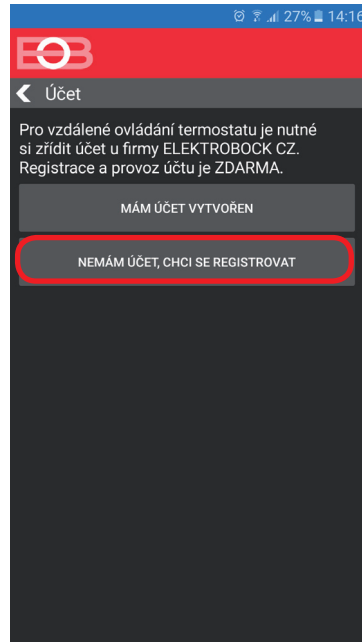 27% 14:16
EOB
Účet
Pro vzdálené ovládání termostatu je nutné
si zřídit účet u firmy ELEKTROBOCK CZ.
Registrace a provoz účtu je ZDARMA.
MÁM ÚČET VYTVOŘEN
NEMÁM ÚČET, CHCI SE REGISTROVAT